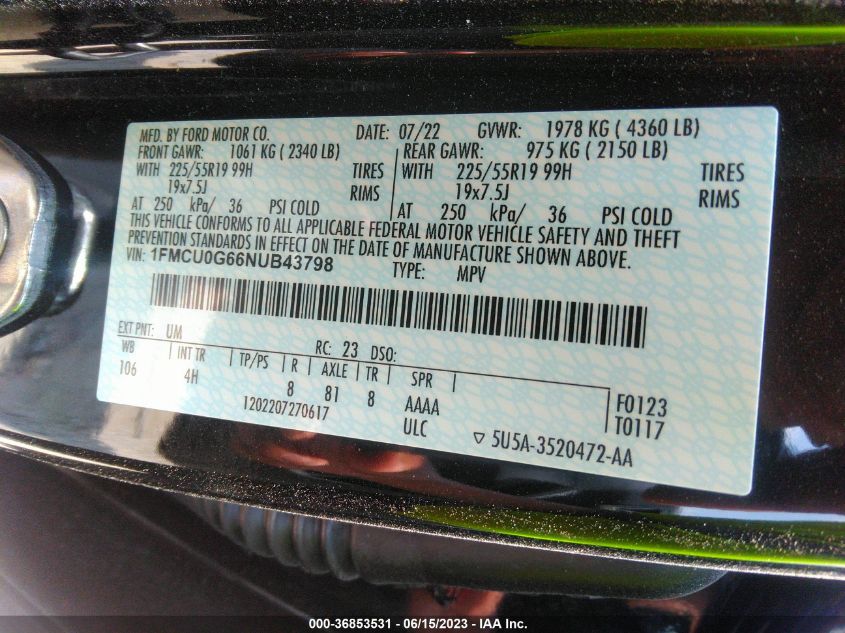 MFD. BY FORD MOTOR CO. DATE: 07/22 GVWR: 1978 KG ( 4360 LB)
FRONT GAWR: 1061 KG ( 2340 LB) REAR GAWR: 975 KG ( 2150 LB)
WITH 225/55R19 99H TIRES WITH 225/55R19 99H TIRES
19x7.5J RIMS 19x7.5J RIMS
AT 250 kPa/ 36 PSI COLD AT 250 kPa/ 36 PSI COLD
THIS VEHICLE CONFORMS TO ALL APPLICABLE FEDERAL MOTOR VEHICLE SAFETY AND THEFT
PREVENTION STANDARDS IN EFFECT ON THE DATE OF MANUFACTURE SHOWN ABOVE.
VIN: 1FMCU0G66NUB43798 TYPE: MPV
EXT PNT: UM RC: 23 DSO:
WB INT TR TP/PS R AXLE TR SPR
106 4H 8 81 8 AAAA F0123
1202207270617 ULC T0117
▽ 5U5A-3520472-AA
000-36853531 - 06/15/2023 - IAA Inc.